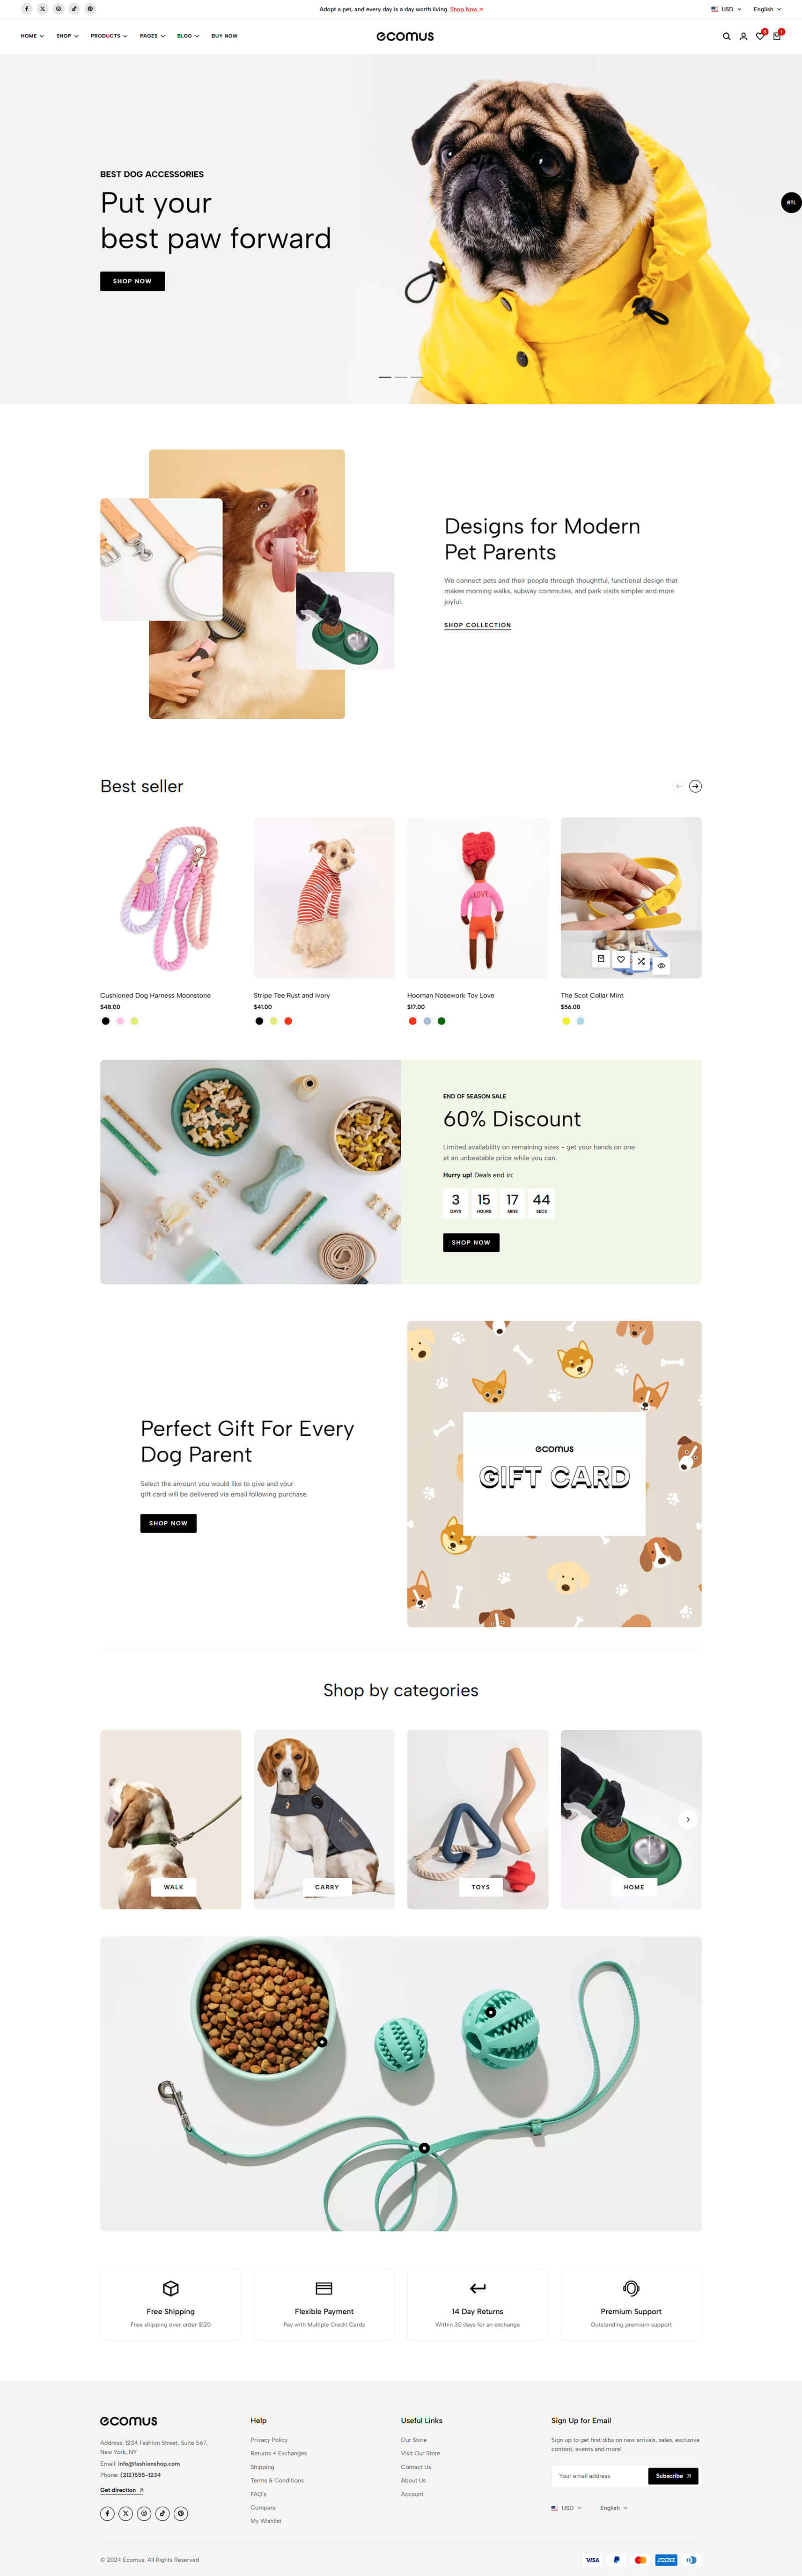 Adopt a pet, and every day is a day worth living. Shop Now
USD
English
HOME
SHOP
PRODUCTS
PAGES
BLOG
BUY NOW
ecomus
0
1
BEST DOG ACCESSORIES
Put your
best paw forward
SHOP NOW
RTL
Designs for Modern
Pet Parents
We connect pets and their people through thoughtful, functional design that
makes morning walks, subway commutes, and park visits simpler and more
joyful.
SHOP COLLECTION
Best seller
LOVE
Cushioned Dog Harness Moonstone
$48.00
Stripe Tee Rust and Ivory
$41.00
Hooman Nosework Toy Love
$17.00
The Scot Collar Mint
$56.00
END OF SEASON SALE
60% Discount
Limited availability on remaining sizes - get your hands on one
at an unbeatable price while you can.
Hurry up! Deals end in:
3 15 17 44
DAYS HOURS MINS SECS
SHOP NOW
Perfect Gift For Every
Dog Parent
Select the amount you would like to give and your
gift card will be delivered via email following purchase.
SHOP NOW
ecomus
GIFT CARD
Shop by categories
WALK
CARRY
TOYS
HOME
Free Shipping
Free shipping over order $120
Flexible Payment
Pay with Multiple Credit Cards
14 Day Returns
Within 30 days for an exchange
Premium Support
Outstanding premium support
ecomus
Address: 1234 Fashion Street, Suite 567,
New York, NY
Email: info@fashionshop.com
Phone: (212)555-1234
Get direction
Help
Privacy Policy
Returns + Exchanges
Shipping
Terms & Conditions
FAQ's
Compare
My Wishlist
Useful Links
Our Store
Visit Our Store
Contact Us
About Us
Account
Sign Up for Email
Sign up to get first dibs on new arrivals, sales, exclusive
content, events and more!
Your email address
Subscribe
USD
English
© 2024 Ecomus. All Rights Reserved
VISA